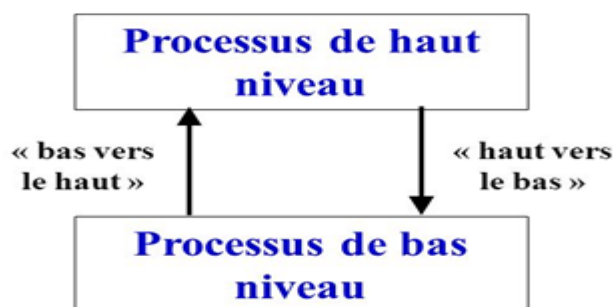 Processus de haut
niveau
« bas vers
le haut »
« haut vers
le bas »
Processus de bas
niveau